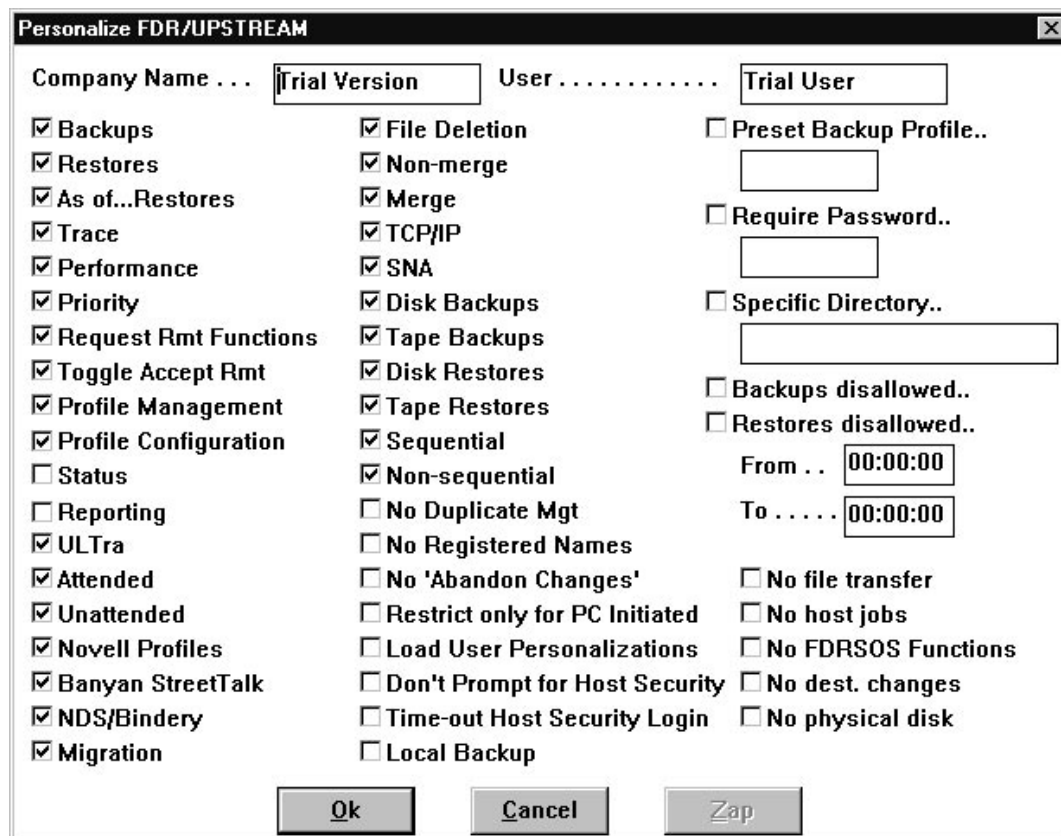 Personalize FDR/UPSTREAM
Company Name . . . Trial Version User . . . . . . . . . . . . Trial User
Backups File Deletion Preset Backup Profile..
Restores Non-merge
As of...Restores Merge
Trace TCP/IP Require Password..
Performance SNA
Priority Disk Backups Specific Directory..
Request Rmt Functions Tape Backups
Toggle Accept Rmt Disk Restores Backups disallowed..
Profile Management Tape Restores Restores disallowed..
Profile Configuration Sequential
Status Non-sequential From . . 00:00:00
Reporting No Duplicate Mgt To . . . . . 00:00:00
ULTra No Registered Names
Attended No 'Abandon Changes' No file transfer
Unattended Restrict only for PC Initiated No host jobs
Novell Profiles Load User Personalizations No FDRSOS Functions
Banyan StreetTalk Don't Prompt for Host Security No dest. changes
NDS/Bindery Time-out Host Security Login No physical disk
Migration Local Backup
Ok Cancel Zap